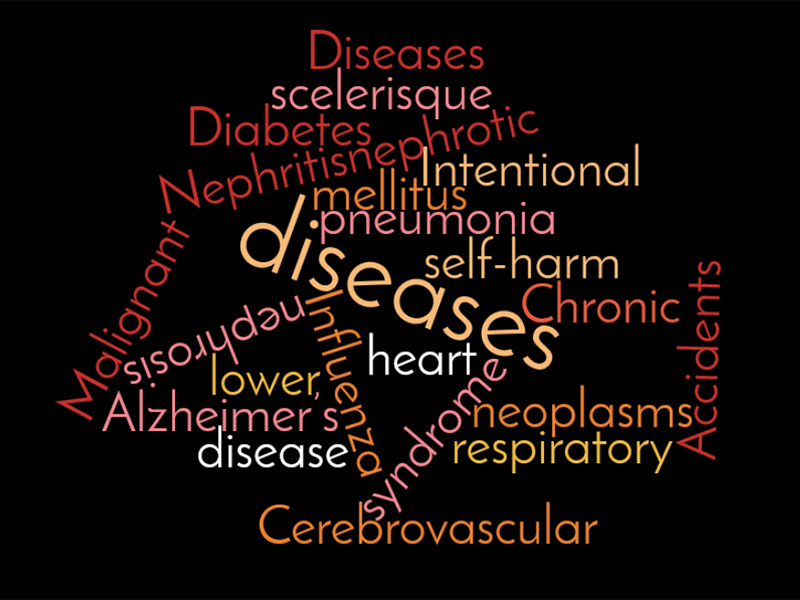 Diseases
scelerisque
Diabetes
Nephritisnephrotic
Intentional
mellitus
pneumonia
diseases
self-harm
Malignant
Chronic
Accidents
nephrosis
Influenza
heart
lower,
syndrome
Alzheimer's
neoplasms
disease
respiratory
Cerebrovascular